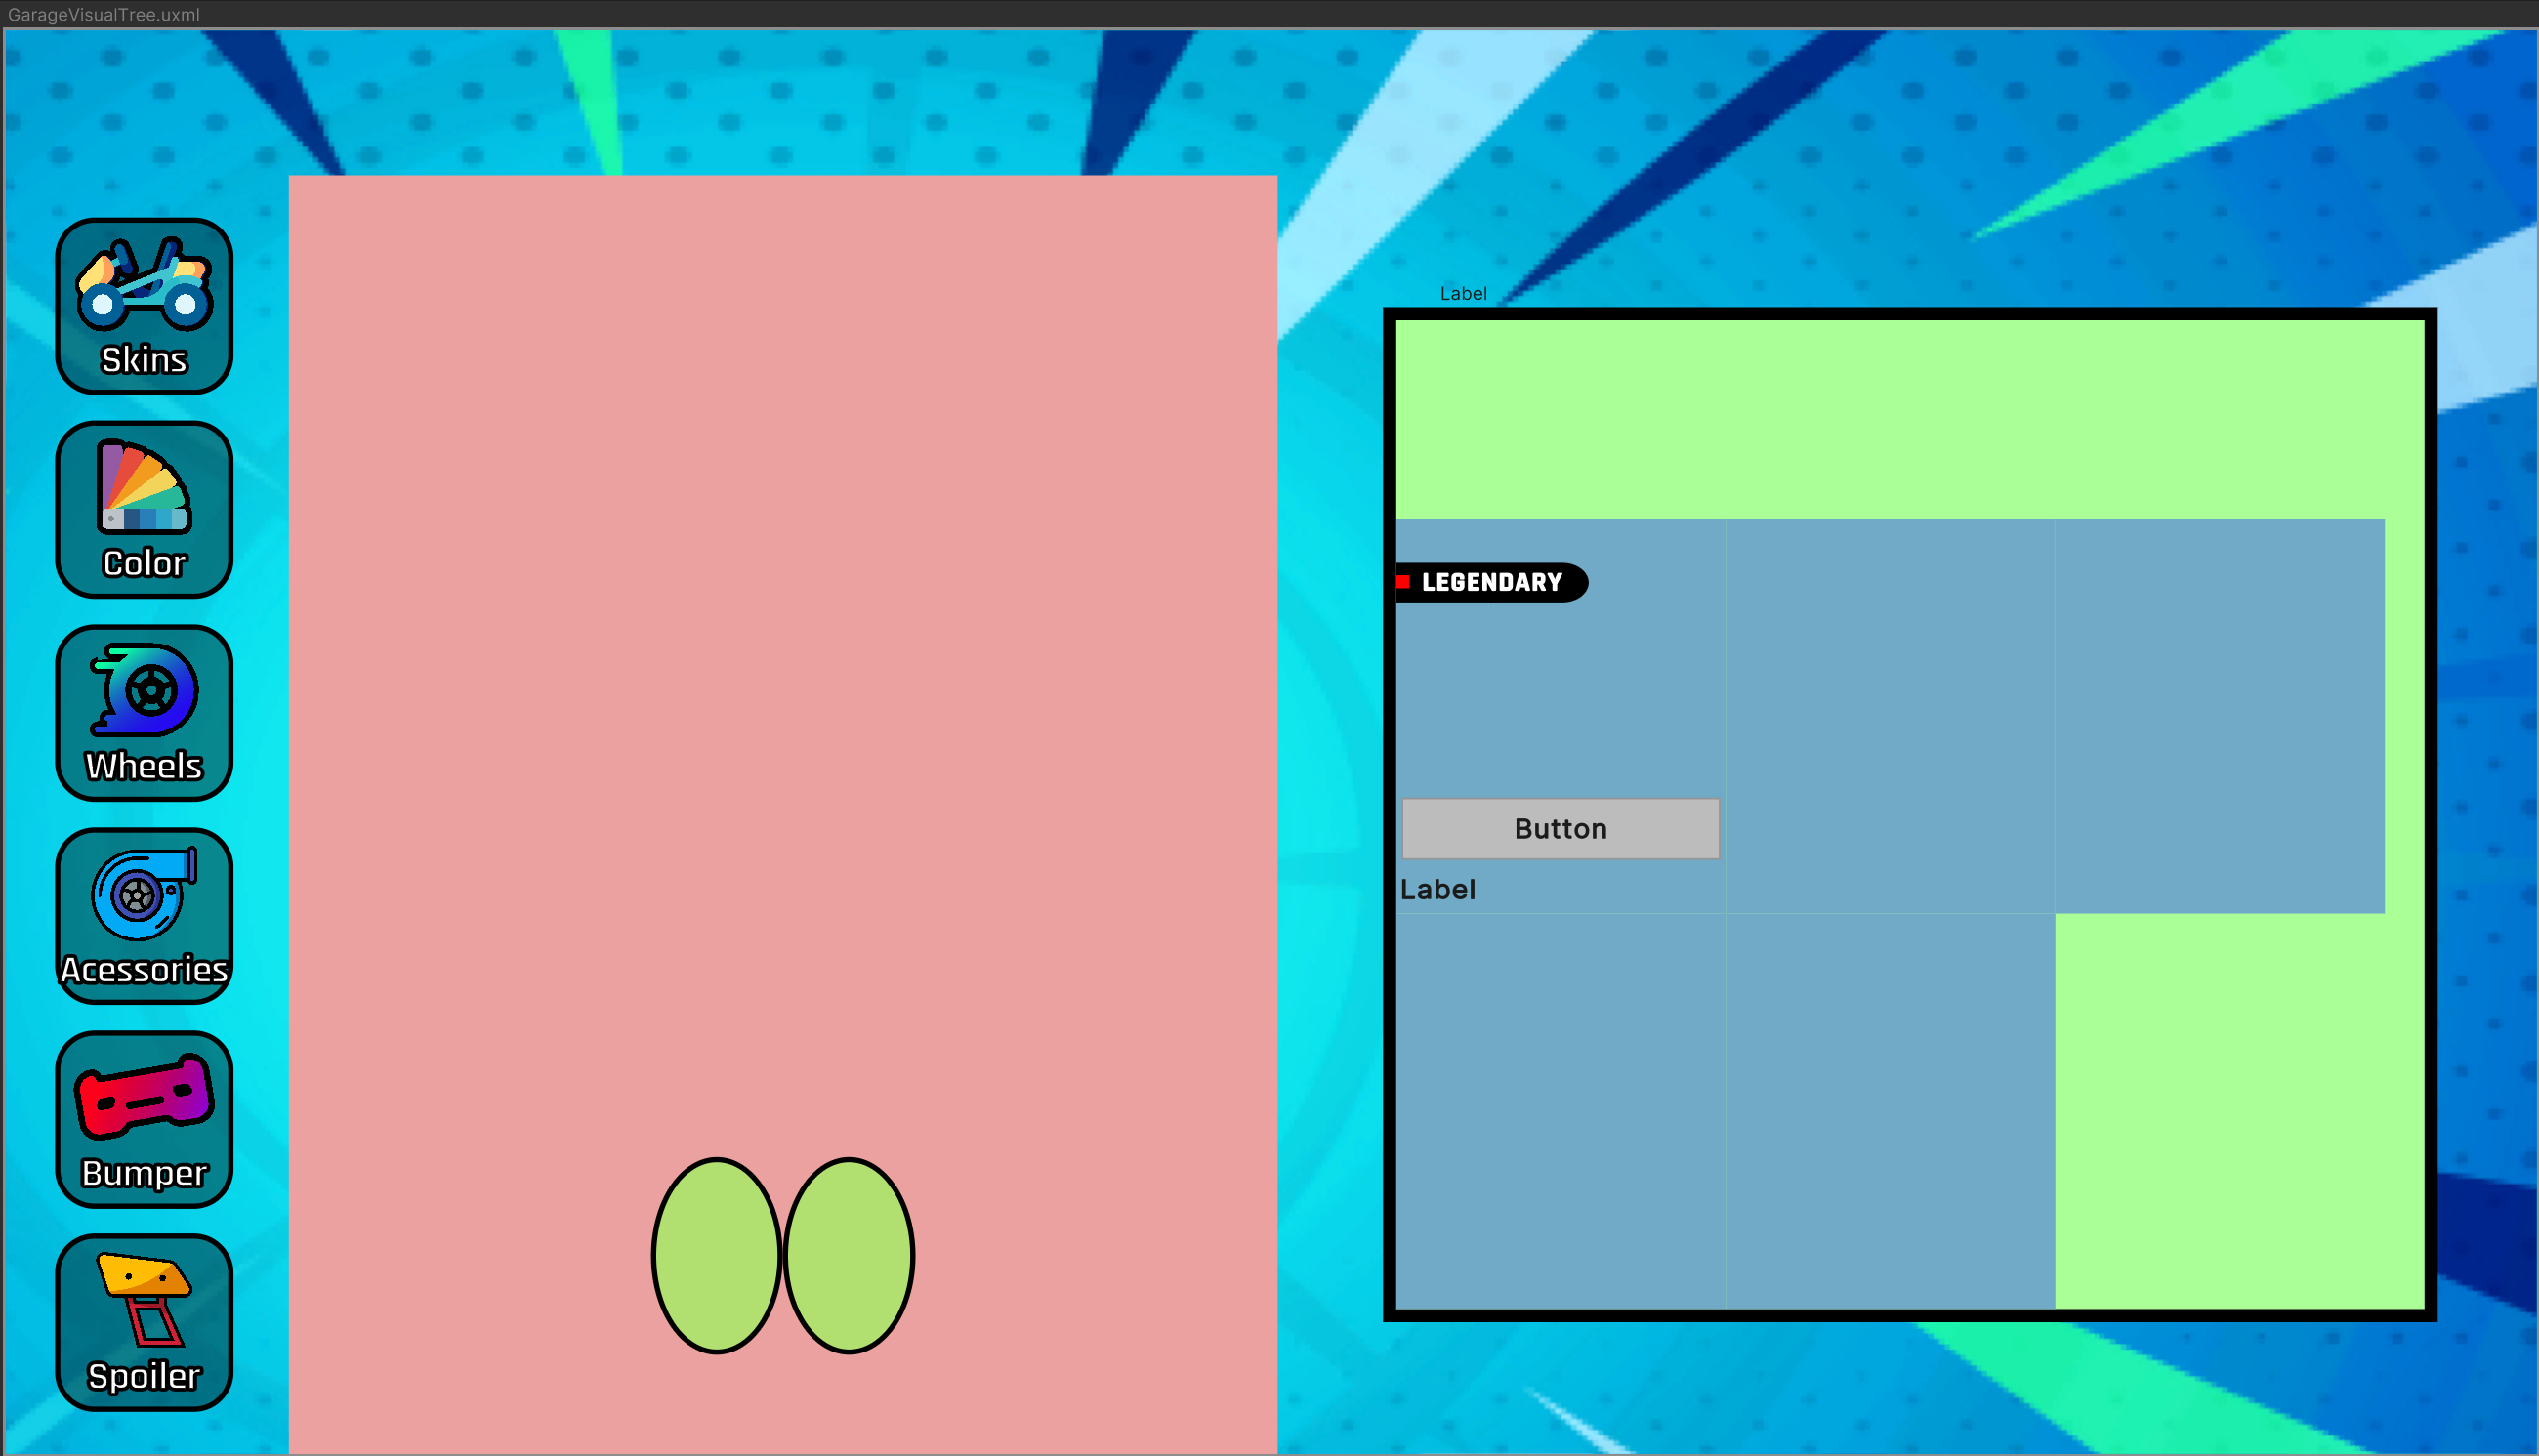 GarageVisualTree.uxml
Skins
Color
Wheels
Acessories
Bumper
Spoiler
Label
LEGENDARY
Button
Label